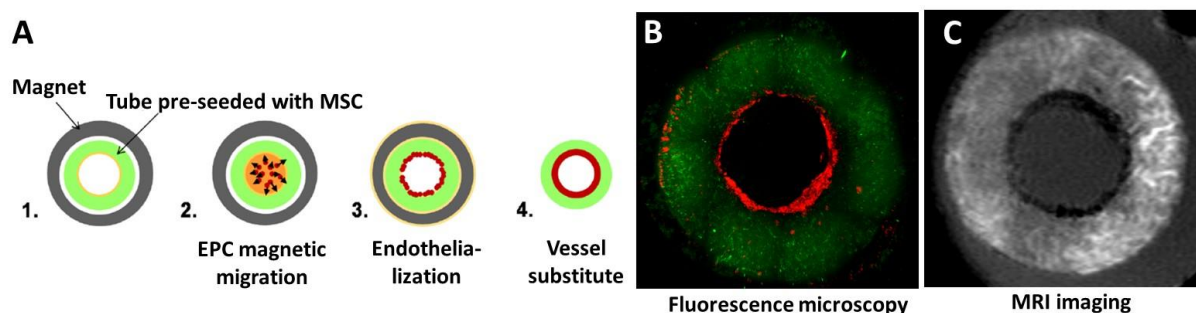 A
Magnet
Tube pre-seeded with MSC
1.
2.
3.
4.
EPC magnetic
migration
Endothelia-
lization
Vessel
substitute
B
Fluorescence microscopy
C
MRI imaging